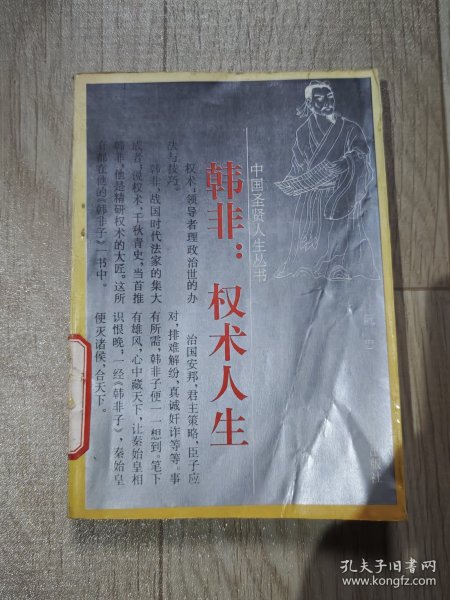 中国圣贤人生丛书
韩非：权术人生
权术，领导者理政治世的办
法与技巧。
韩非，战国时代法家的集大
成者，权术，千秋青史，当首推
韩非，他是精研权术的大匠。这所
有都在他的《韩非子》一书中。
治国安邦，君主策略，臣子应
对，排难解纷，真诚奸诈等等。事
有所需，韩非子便一一想到。笔下
有雄风，心中藏天下，让秦始皇相
识恨晚，一经《韩非子》，秦始皇
便灭诸侯，合天下。
出版社
孔夫子旧书网
www.kongfz.com